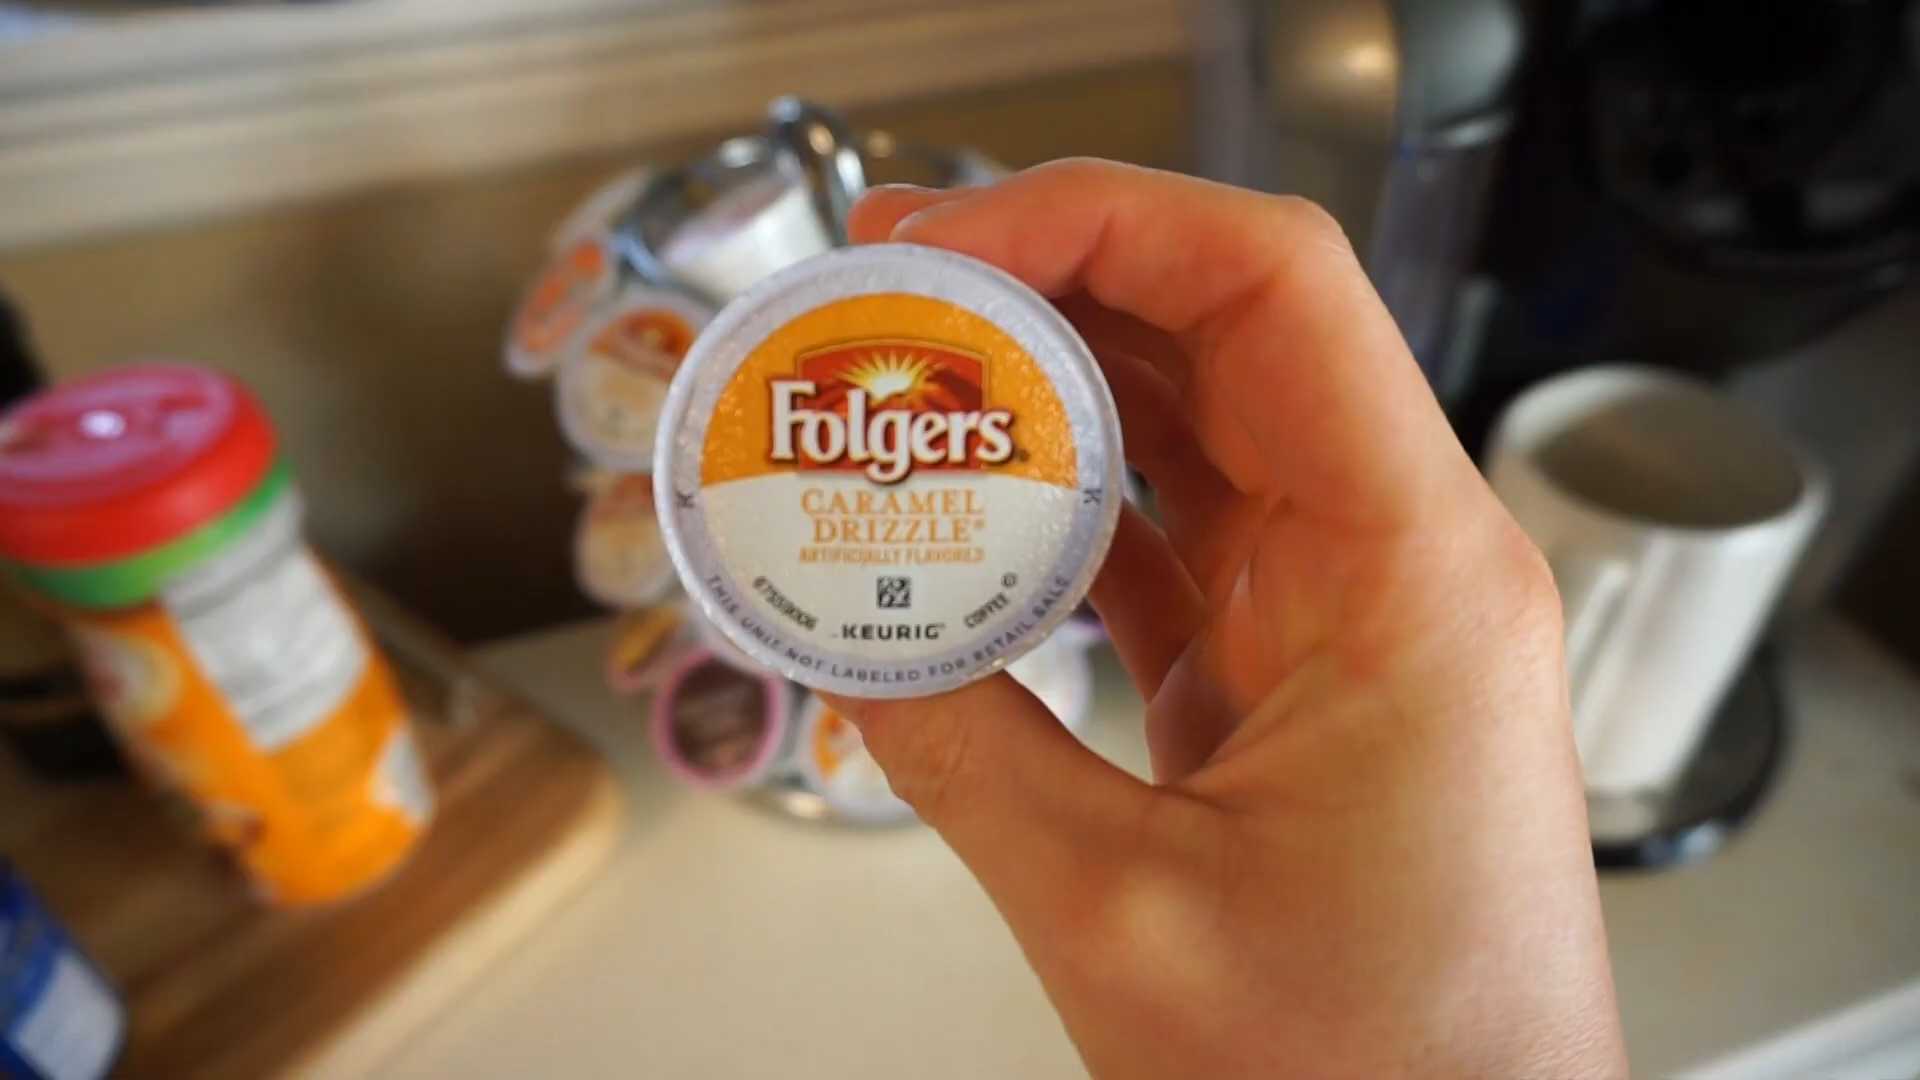 Folgers
CARAMEL
DRIZZLE®
ARTIFICIALLY FLAVORED
K
K
KEURIG
COFFEE
THIS UNIT NOT LABELED FOR RETAIL SALE